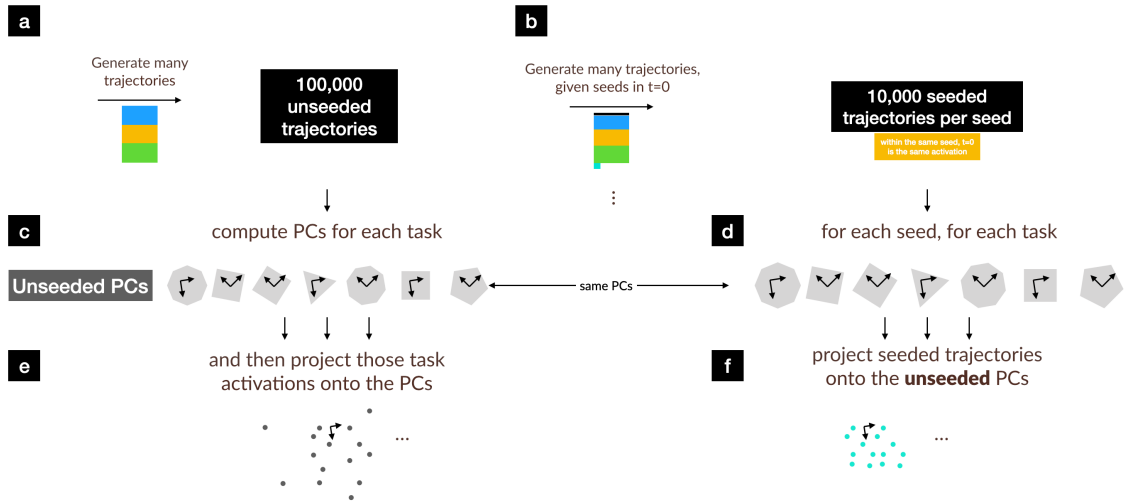 a
b
Generate many
trajectories
100,000
unseeded
trajectories
Generate many trajectories,
given seeds in t=0
10,000 seeded
trajectories per seed
within the same seed, t=0
is the same activation
c
compute PCs for each task
d
for each seed, for each task
Unseeded PCs
same PCs
e
and then project those task
activations onto the PCs
...
f
project seeded trajectories
onto the unseeded PCs
...